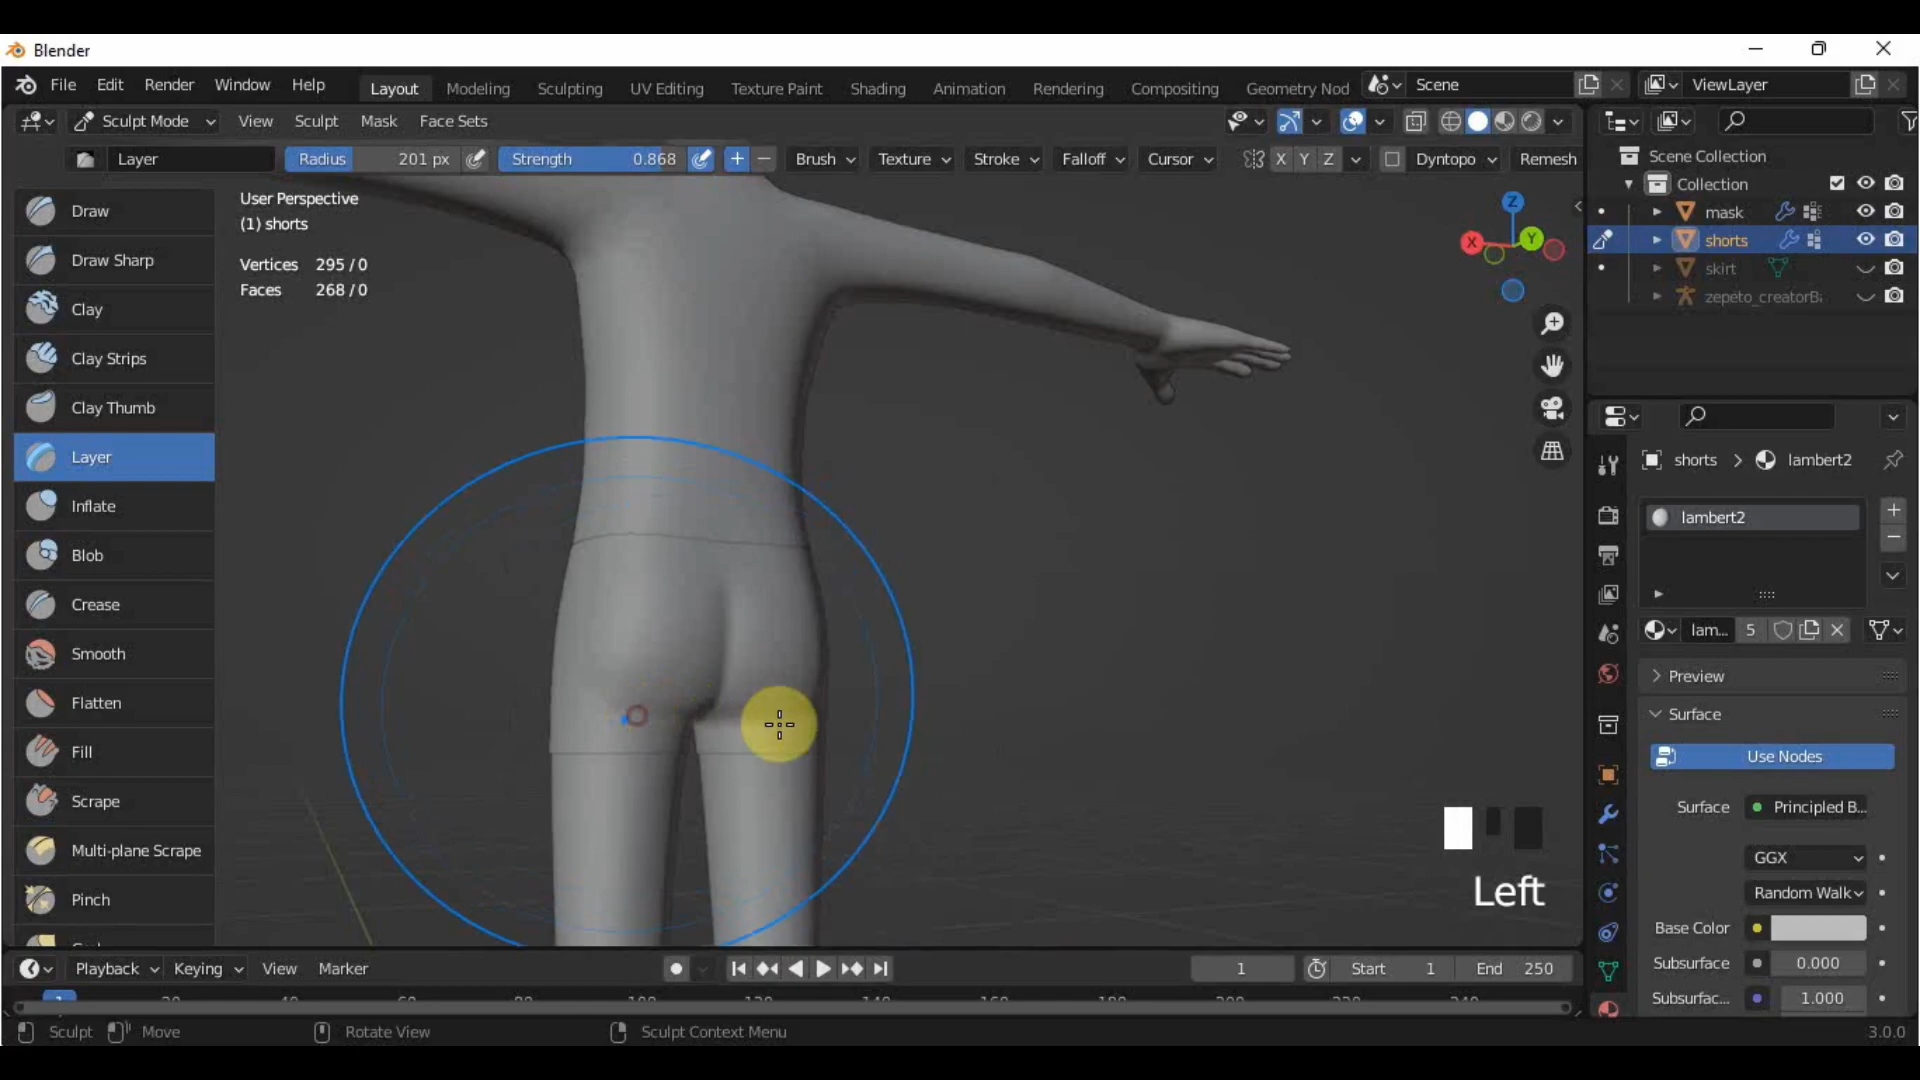 Blender
File Edit Render Window Help Layout Modeling Sculpting UV Editing Texture Paint Shading Animation Rendering Compositing Geometry Nod Scene ViewLayer
Sculpt Mode View Sculpt Mask Face Sets
Layer Radius 201 px Strength 0.868 Brush Texture Stroke Falloff Cursor X Y Z Dyntopo Remesh
Scene Collection
Collection
mask
shorts
skirt
zepeto_creatorBa
User Perspective
(1) shorts
Vertices 295 / 0
Faces 268 / 0
Z
X
Y
Draw
Draw Sharp
Clay
Clay Strips
Clay Thumb
Layer
Inflate
Blob
Crease
Smooth
Flatten
Fill
Scrape
Multi-plane Scrape
Pinch
Left
shorts > lambert2
lambert2
lam... 5
Preview
Surface
Use Nodes
Surface Principled B...
GGX
Random Walk
Base Color
Subsurface 0.000
Subsurfac... 1.000
Playback Keying View Marker 1 Start 1 End 250
1
Sculpt Move Rotate View Sculpt Context Menu 3.0.0